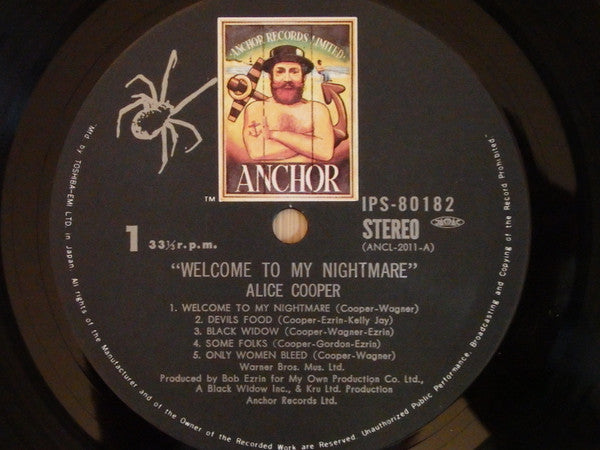 ANCHOR RECORDS LIMITED
ANCHOR
TM
IPS-80182
STEREO
(ANCL-2011-A)
1 33⅓ r.p.m.
"WELCOME TO MY NIGHTMARE"
ALICE COOPER
1. WELCOME TO MY NIGHTMARE (Cooper-Wagner)
2. DEVILS FOOD (Cooper-Ezrin-Kelly Jay)
3. BLACK WIDOW (Cooper-Wagner-Ezrin)
4. SOME FOLKS (Cooper-Gordon-Ezrin)
5. ONLY WOMEN BLEED (Cooper-Wagner)
Warner Bros. Mus. Ltd.
Produced by Bob Ezrin for My Own Production Co. Ltd.,
A Black Widow Inc., & Kru Ltd. Production
Anchor Records Ltd.
Mf'd by TOSHIBA-EMI LTD. in Japan. All rights of the Manufacturer and of the Owner of the Recorded Work are Reserved. Unauthorized Public Performance, Broadcasting and Copying of the Record Prohibited.